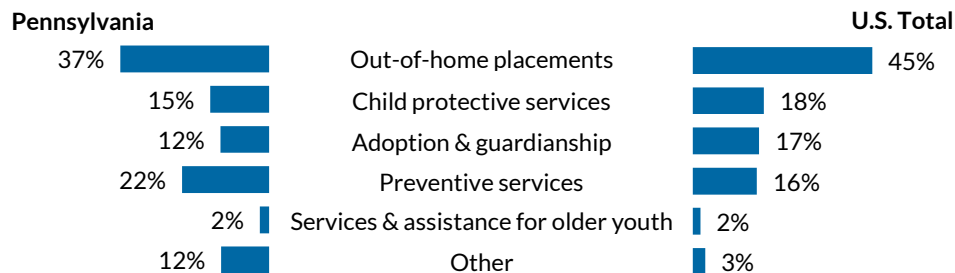 Pennsylvania U.S. Total
37% Out-of-home placements 45%
15% Child protective services 18%
12% Adoption & guardianship 17%
22% Preventive services 16%
2% Services & assistance for older youth 2%
12% Other 3%